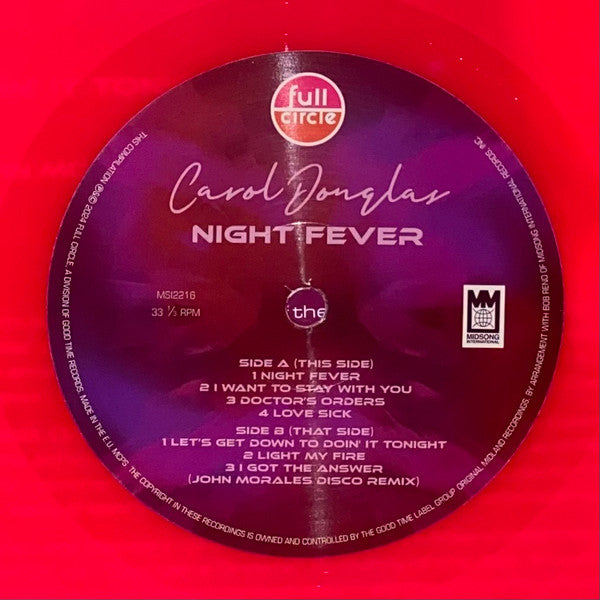 full
circle
Carol Douglas
NIGHT FEVER
MSI2216
33 ⅓ RPM
the
MM
MIDSONG
INTERNATIONAL
SIDE A (THIS SIDE)
1 NIGHT FEVER
2 I WANT TO STAY WITH YOU
3 DOCTOR'S ORDERS
4 LOVE SICK
SIDE B (THAT SIDE)
1 LET'S GET DOWN TO DOIN' IT TONIGHT
2 LIGHT MY FIRE
3 I GOT THE ANSWER
(JOHN MORALES DISCO REMIX)
THIS COMPILATION ℗&© 2024 FULL CIRCLE, A DIVISION OF GOOD TIME RECORDS. MADE IN THE E.U. MCPS. THE COPYRIGHT IN THESE RECORDINGS IS OWNED AND CONTROLLED BY THE GOOD TIME LABEL GROUP. ORIGINAL MIDLAND RECORDINGS. BY ARRANGEMENT WITH BOB RENO OF MIDSONG INTERNATIONAL RECORDS, INC.